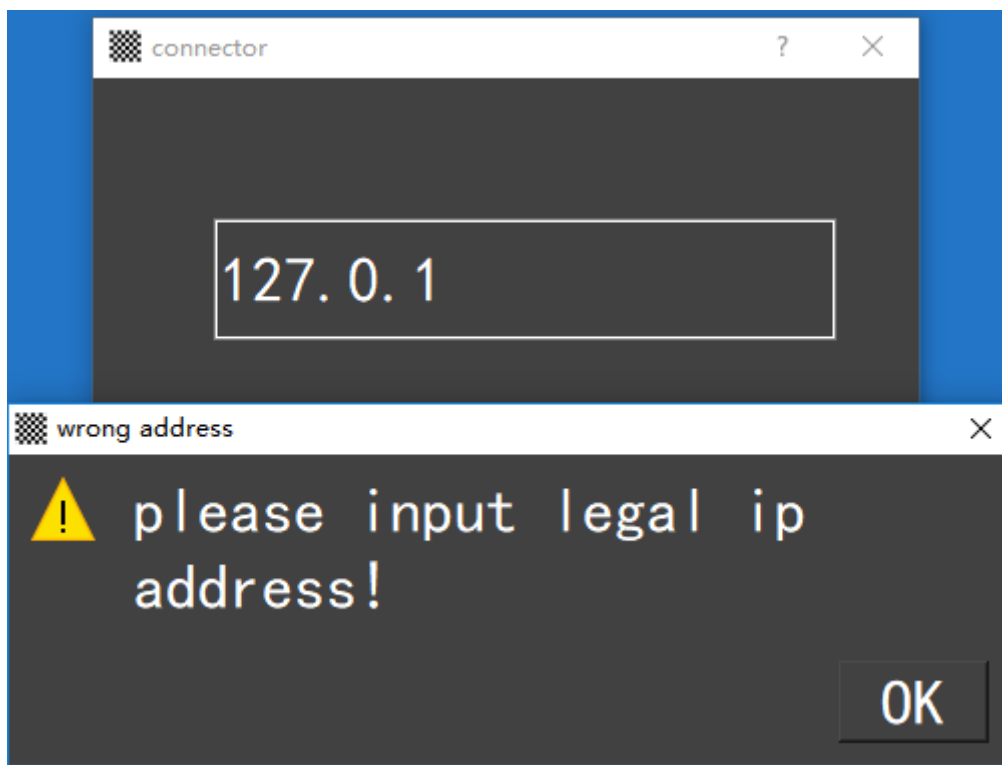 connector
127.0.1
wrong address
please input legal ip
address!
OK